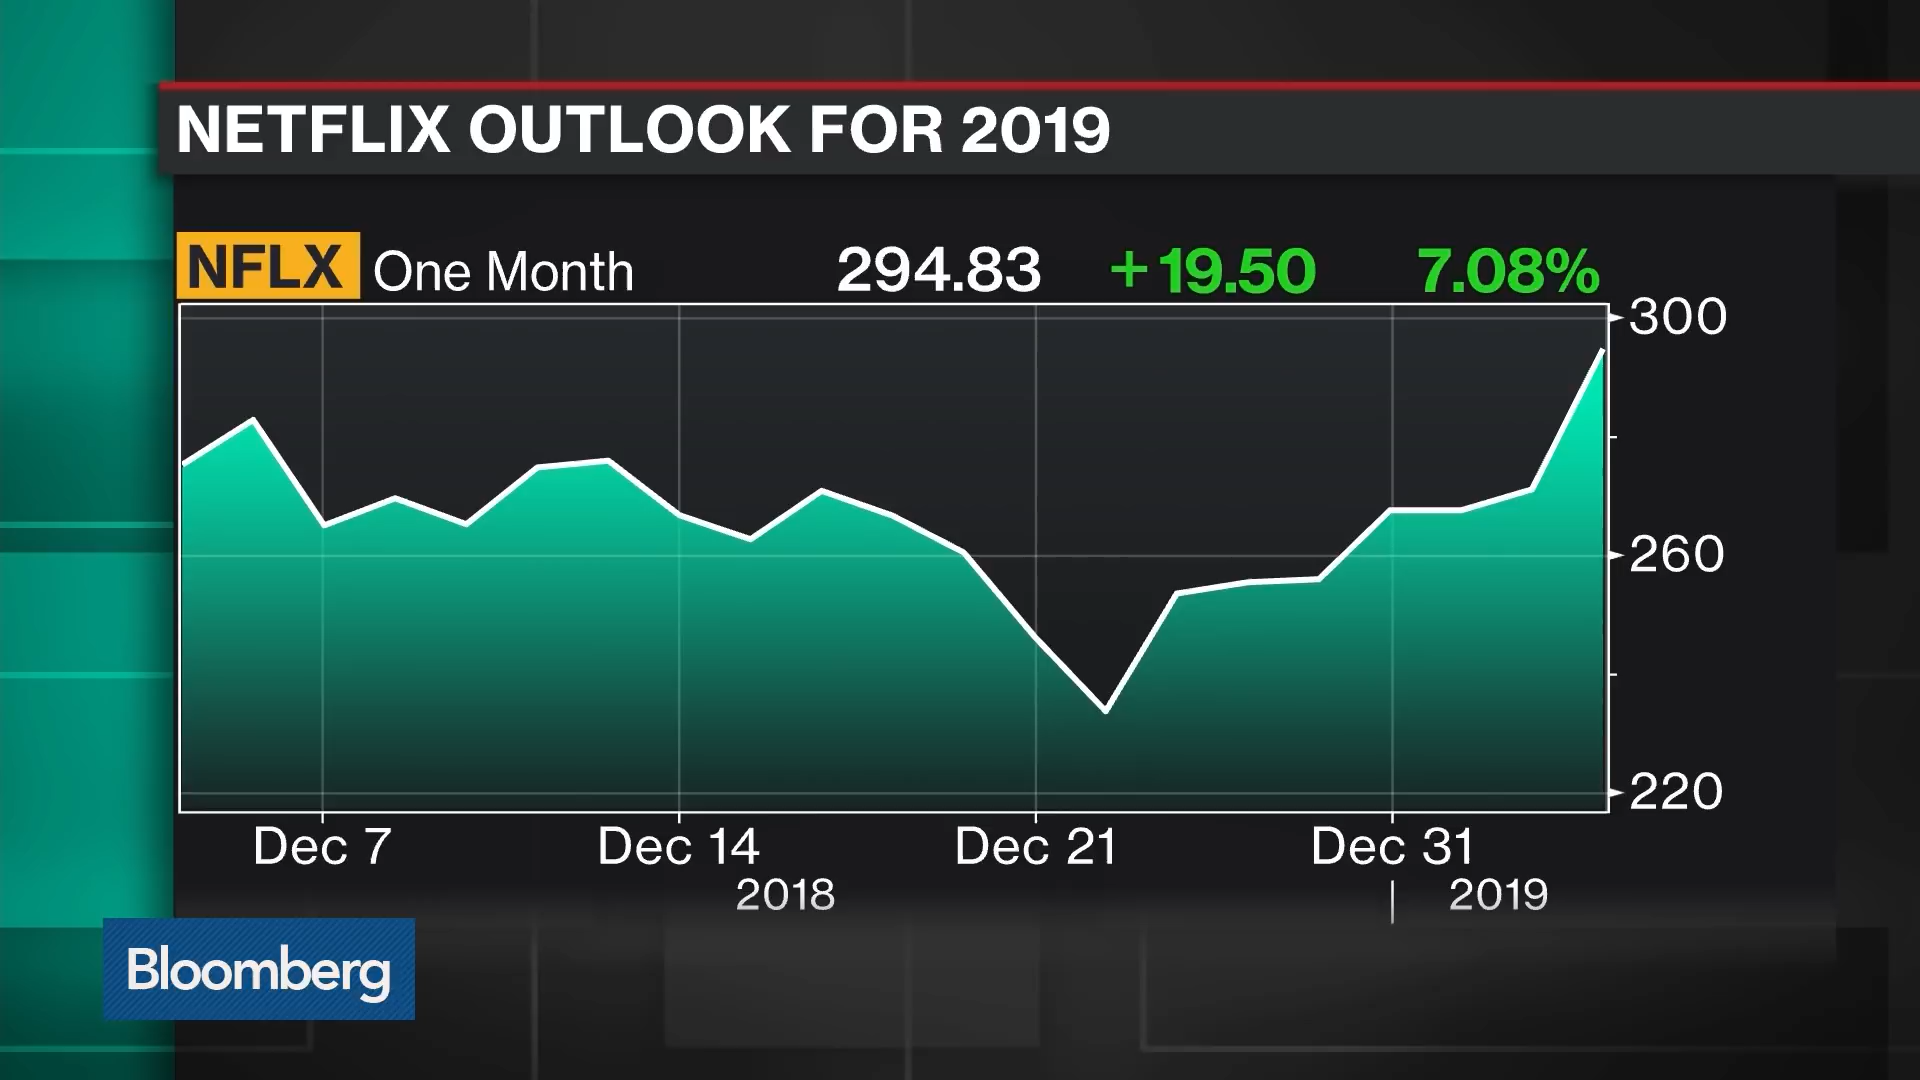 NETFLIX OUTLOOK FOR 2019
NFLX One Month 294.83 +19.50 7.08%
300
260
220
Dec 7 Dec 14 Dec 21 Dec 31
2018 2019
Bloomberg